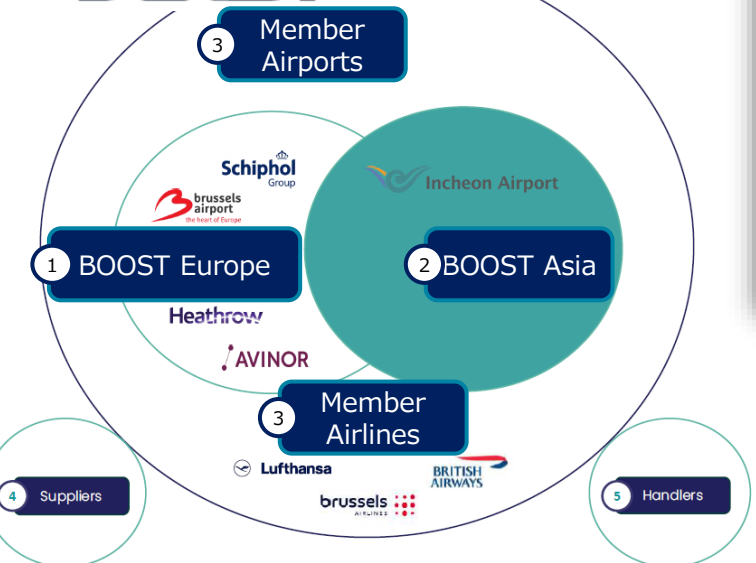 3
Member
Airports
Schiphol
Group
Incheon Airport
brussels
airport
the heart of Europe
1
BOOST Europe
2
BOOST Asia
Heathrow
AVINOR
3
Member
Airlines
Lufthansa
BRITISH
AIRWAYS
brussels
AIRLINES
4
Suppliers
5
Handlers